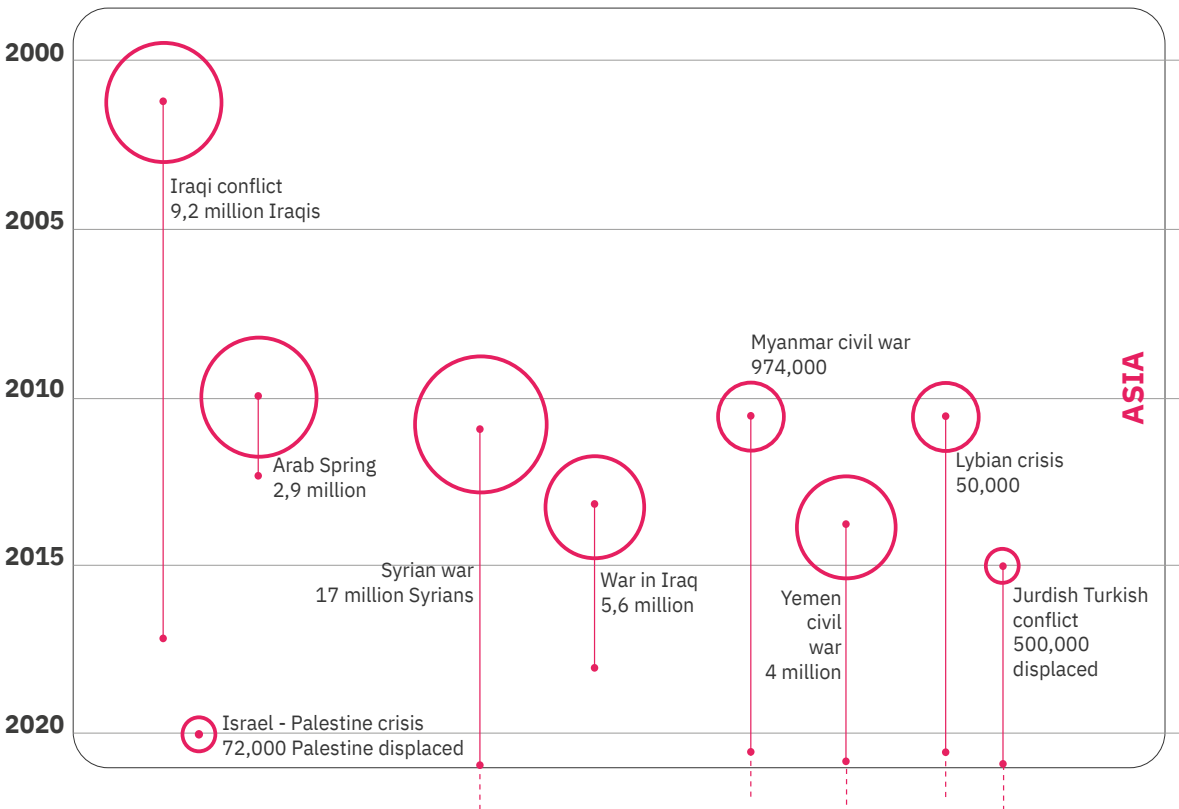 2000
Iraqi conflict
9,2 million Iraqis
2005
Myanmar civil war
974,000
2010
ASIA
Arab Spring
2,9 million
Lybian crisis
50,000
2015
Syrian war
17 million Syrians
War in Iraq
5,6 million
Yemen
civil
war
4 million
Jurdish Turkish
conflict
500,000
displaced
2020
Israel - Palestine crisis
72,000 Palestine displaced